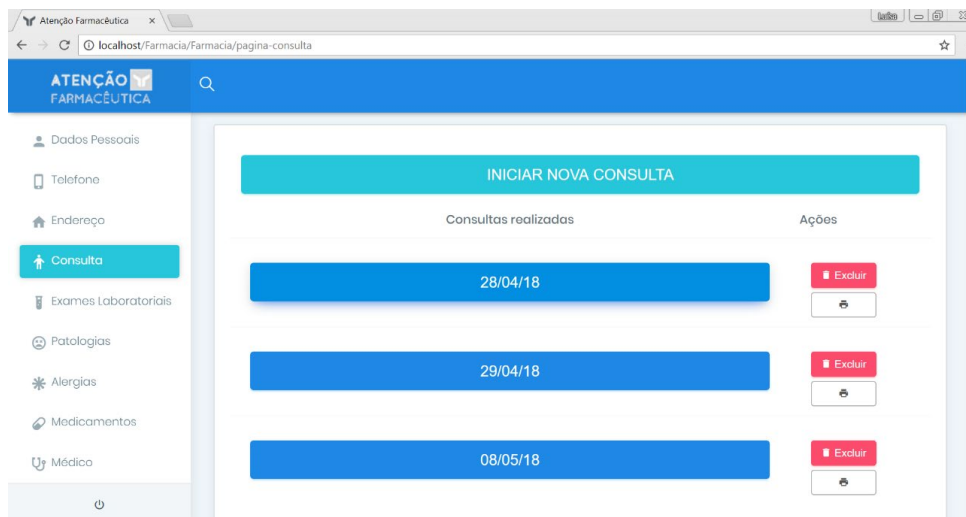 Atenção Farmacêutica
localhost/Farmacia/Farmacia/pagina-consulta
ATENÇÃO
FARMACÊUTICA
Dados Pessoais
Telefone
Endereço
Consulta
Exames Laboratoriais
Patologias
Alergias
Medicamentos
Médico
INICIAR NOVA CONSULTA
Consultas realizadas Ações
28/04/18 Excluir
29/04/18 Excluir
08/05/18 Excluir